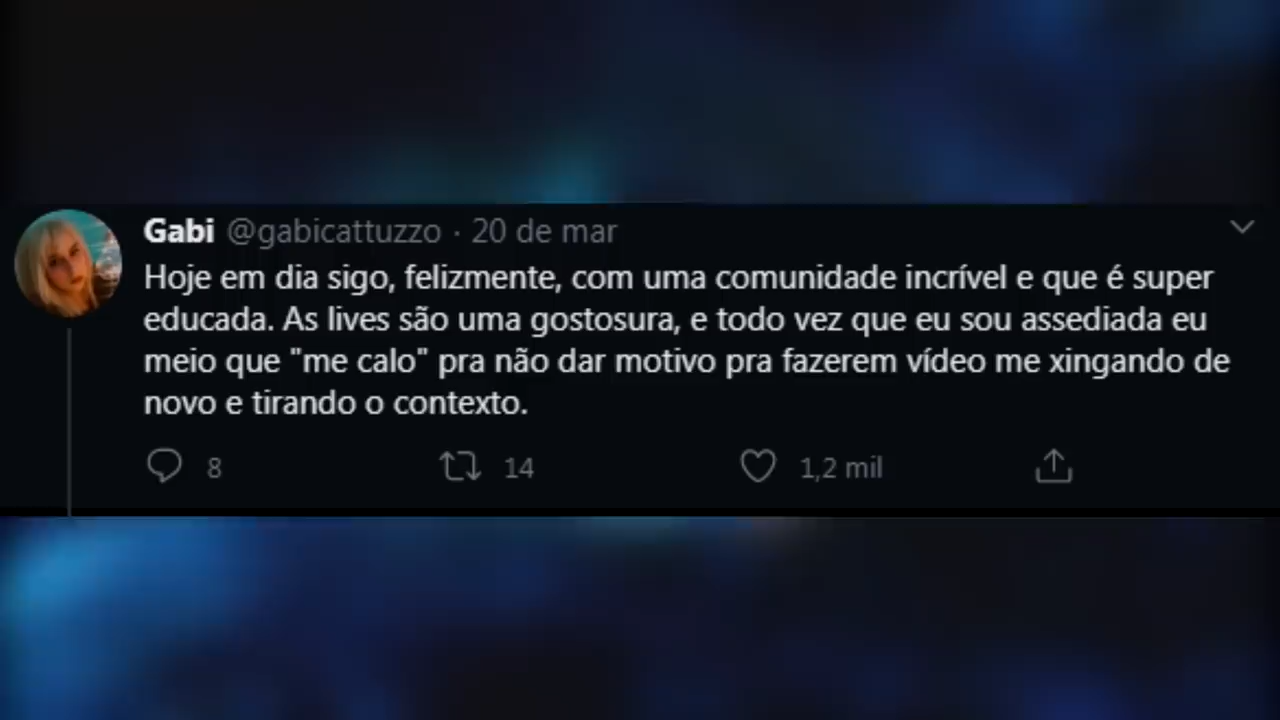 Gabi @gabicattuzzo · 20 de mar
Hoje em dia sigo, felizmente, com uma comunidade incrível e que é super
educada. As lives são uma gostosura, e todo vez que eu sou assediada eu
meio que "me calo" pra não dar motivo pra fazerem vídeo me xingando de
novo e tirando o contexto.
8 14 1,2 mil